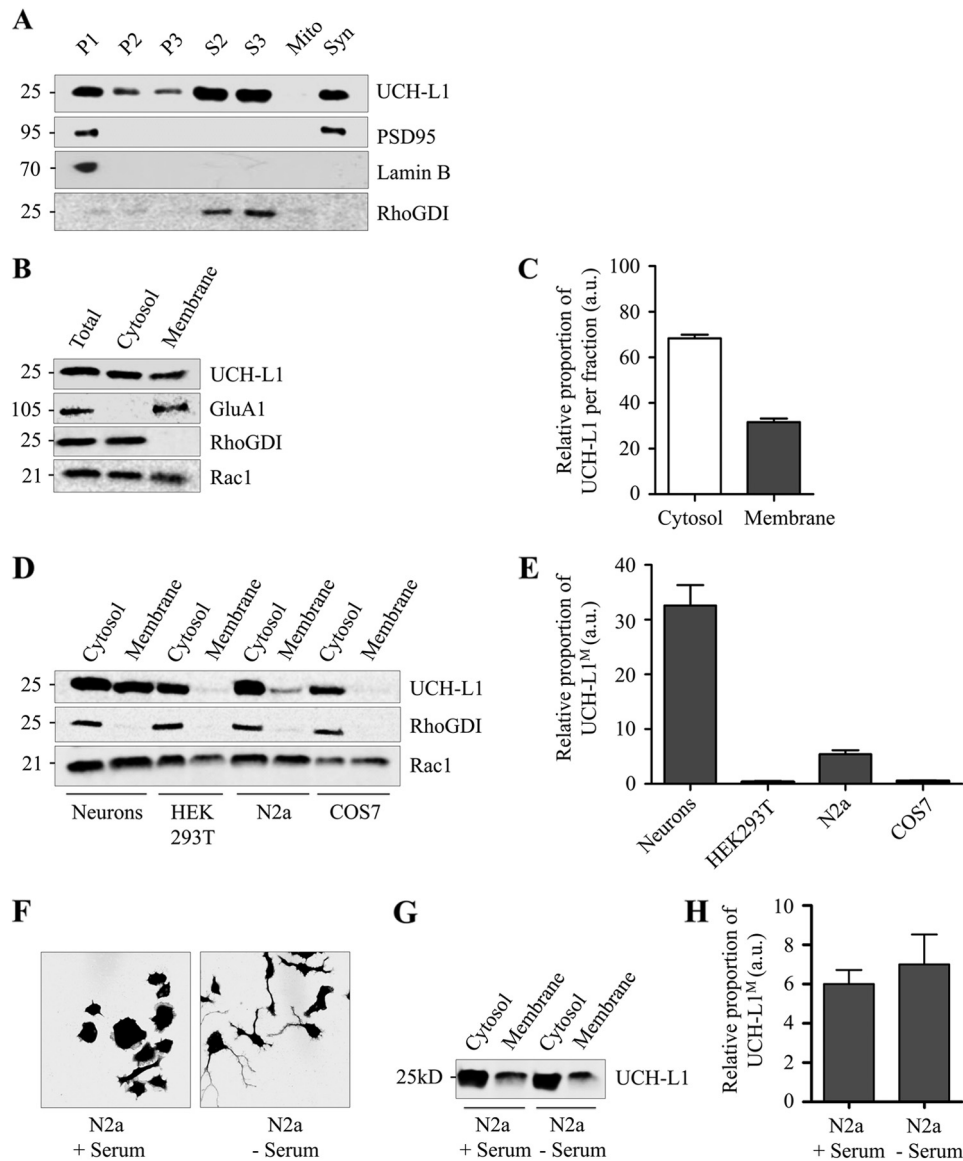 A
P1 P2 P3 S2 S3 Mito Syn
25 UCH-L1
95 PSD95
70 Lamin B
25 RhoGDI
B
Total Cytosol Membrane
25 UCH-L1
105 GluA1
25 RhoGDI
21 Rac1
C
Relative proportion of
UCH-L1 per fraction (a.u.)
100
80
60
40
20
0
Cytosol Membrane
D
Cytosol Membrane Cytosol Membrane Cytosol Membrane Cytosol Membrane
25 UCH-L1
25 RhoGDI
21 Rac1
Neurons HEK 293T N2a COS7
E
Relative proportion of
UCH-L1ᴹ (a.u.)
40
30
20
10
0
Neurons HEK293T N2a COS7
F
N2a
+ Serum
N2a
- Serum
G
Cytosol Membrane Cytosol Membrane
25kD UCH-L1
N2a
+ Serum
N2a
- Serum
H
Relative proportion of
UCH-L1ᴹ (a.u.)
10
8
6
4
2
0
N2a
+ Serum
N2a
- Serum